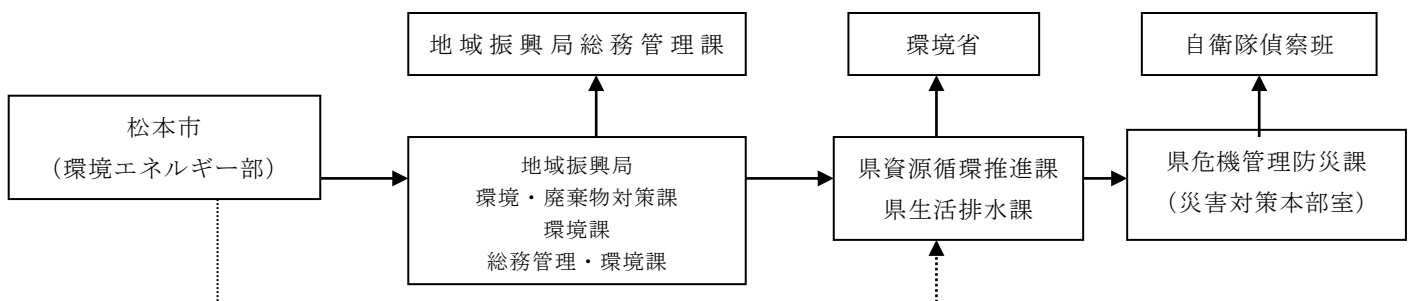 地域振興局総務管理課
環境省
自衛隊偵察班
松本市
（環境エネルギー部）
地域振興局
環境・廃棄物対策課
環境課
総務管理・環境課
県資源循環推進課
県生活排水課
県危機管理防災課
（災害対策本部室）